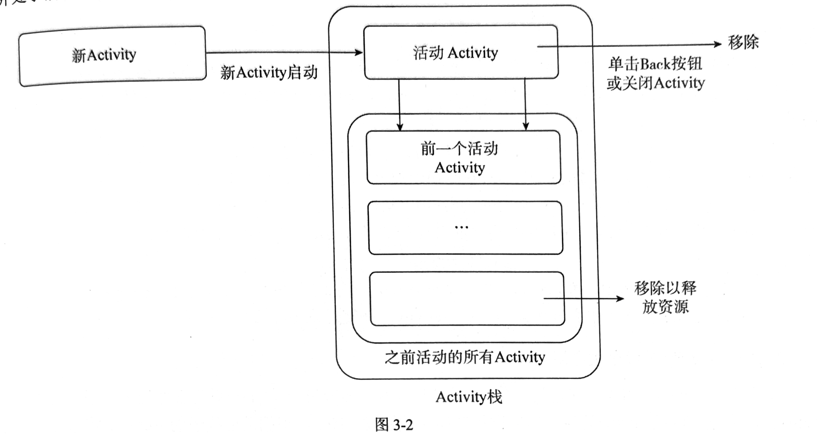 新Activity
新Activity启动
活动 Activity
移除
单击Back按钮
或关闭Activity
前一个活动
Activity
...
移除以释
放资源
之前活动的所有Activity
Activity栈
图 3-2